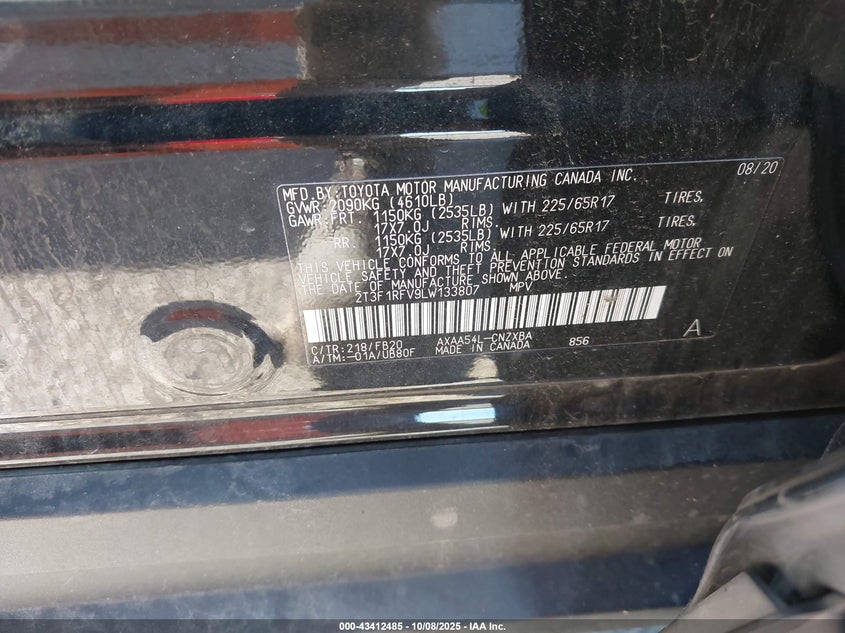 08/20
MFD.BY:TOYOTA MOTOR MANUFACTURING CANADA INC.
GVWR:2090KG (4610LB)
GAWR:FRT. 1150KG (2535LB) WITH 225/65R17 TIRES,
17X7.0J RIMS
RR. 1150KG (2535LB) WITH 225/65R17 TIRES,
17X7.0J RIMS
THIS VEHICLE CONFORMS TO ALL APPLICABLE FEDERAL MOTOR
VEHICLE SAFETY AND THEFT PREVENTION STANDARDS IN EFFECT ON
THE DATE OF MANUFACTURE SHOWN ABOVE.
2T3F1RFV9LW133807 MPV
C/TR:218/FB20 AXAA54L-CNZXBA 856 A
A/TM:-01A/UB80F MADE IN CANADA
000-43412485 - 10/08/2025 - IAA Inc.